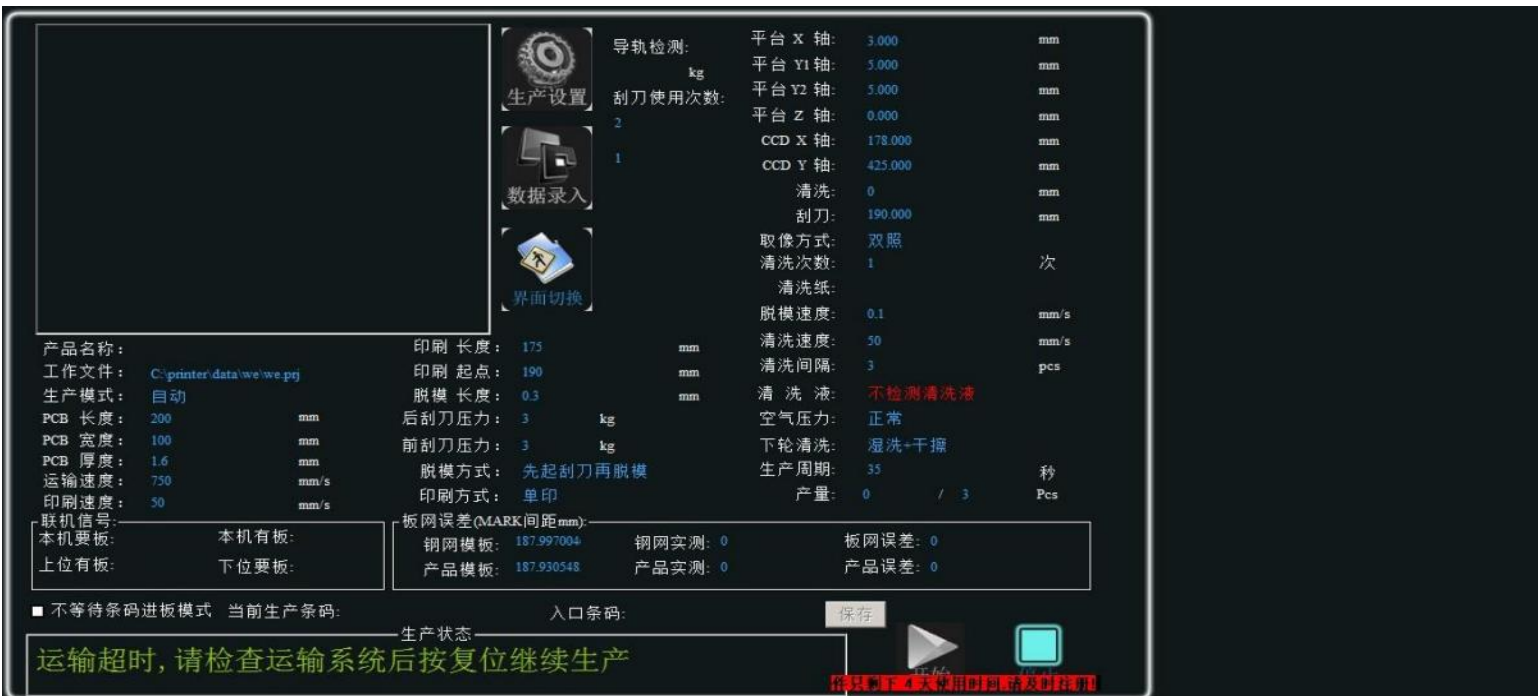 生产设置
数据录入
界面切换
导轨检测:
kg
刮刀使用次数:
2
1
平台 X 轴: 3.000 mm
平台 Y1 轴: 5.000 mm
平台 Y2 轴: 5.000 mm
平台 Z 轴: 0.000 mm
CCD X 轴: 178.000 mm
CCD Y 轴: 425.000 mm
清洗: 0 mm
刮刀: 190.000 mm
取像方式: 双照
清洗次数: 1 次
清洗纸:
脱模速度: 0.1 mm/s
清洗速度: 50 mm/s
清洗间隔: 3 pcs
清 洗 液: 不检测清洗液
空气压力: 正常
下轮清洗: 湿洗+干擦
生产周期: 35 秒
产量: 0 / 3 Pcs
产品名称:
工作文件: C:\printer\data\we\we.prj
生产模式: 自动
PCB 长度: 200 mm
PCB 宽度: 100 mm
PCB 厚度: 1.6 mm
运输速度: 750 mm/s
印刷速度: 50 mm/s
印刷 长度: 175 mm
印刷 起点: 190 mm
脱模 长度: 0.3 mm
后刮刀压力: 3 kg
前刮刀压力: 3 kg
脱模方式: 先起刮刀再脱模
印刷方式: 单印
联机信号:
本机要板: 本机有板:
上位有板: 下位要板:
板网误差(MARK间距mm):
钢网模板: 187.997004 钢网实测: 0 板网误差: 0
产品模板: 187.930548 产品实测: 0 产品误差: 0
不等待条码进板模式 当前生产条码: 入口条码: 保存
生产状态
运输超时,请检查运输系统后按复位继续生产
开始
件只剩下 4 天使用时间,请及时注册!